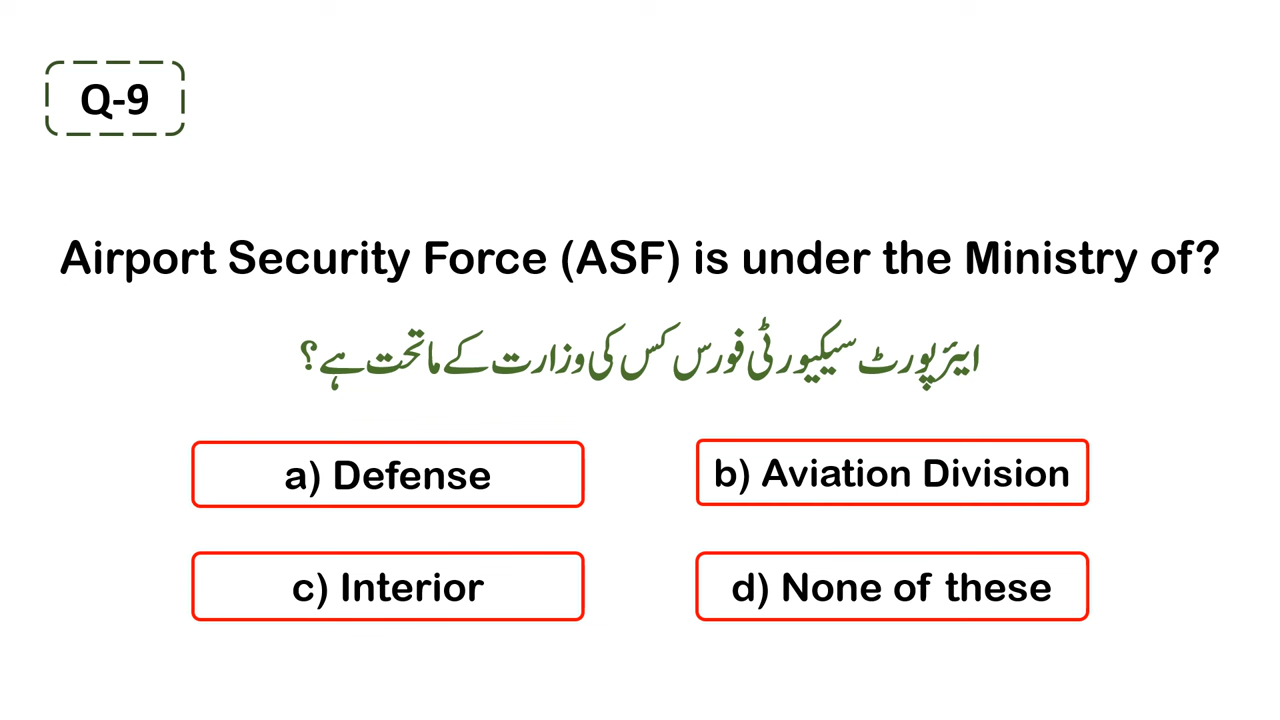 Q-9
Airport Security Force (ASF) is under the Ministry of?
ایئرپورٹ سیکیورٹی فورس کس کی وزارت کے ماتحت ہے؟
a) Defense
b) Aviation Division
c) Interior
d) None of these